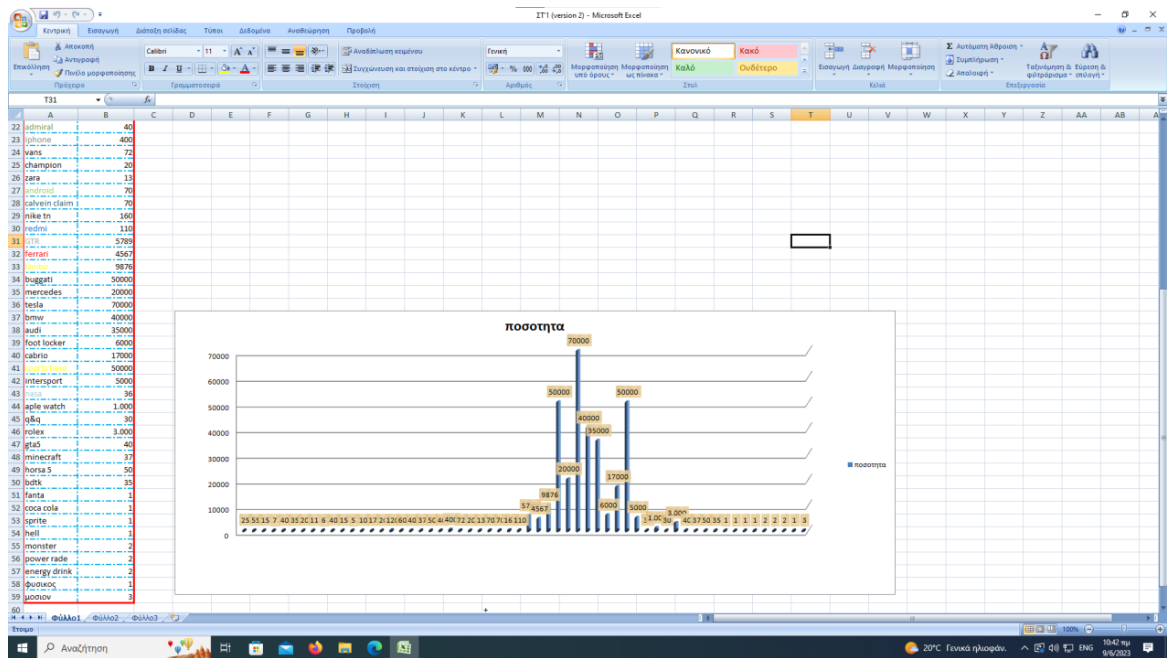 ΣΤ'1 (version 2) - Microsoft Excel
Κεντρική Εισαγωγή Διάταξη σελίδας Τύποι Δεδομένα Αναθεώρηση Προβολή
Επικόλληση
Αποκοπή
Αντιγραφή
Πινέλο μορφοποίησης
Πρόχειρο
Calibri 11
B I U
Γραμματοσειρά
Αναδίπλωση κειμένου
Συγχώνευση και στοίχιση στο κέντρο
Στοίχιση
Γενική
% 000
Αριθμός
Μορφοποίηση υπό όρους
Μορφοποίηση ως πίνακα
Κανονικό Κακό
Καλό Ουδέτερο
Στυλ
Εισαγωγή Διαγραφή Μορφοποίηση
Κελιά
Σ Αυτόματη Άθροιση
Συμπλήρωση
Απαλοιφή
Ταξινόμηση & φιλτράρισμα
Εύρεση & επιλογή
Επεξεργασία
T31 fx
A B C D E F G H I J K L M N O P Q R S T U V W X Y Z AA AB
22 admiral 40
23 iphone 400
24 vans 72
25 champion 20
26 zara 13
27 android 70
28 calvein claim 70
29 nike tn 160
30 redmi 110
31 GTR 5789
32 ferrari 4567
33 9876
34 buggati 50000
35 mercedes 20000
36 tesla 70000
37 bmw 40000
38 audi 35000
39 foot locker 6000
40 cabrio 17000
41 50000
42 intersport 5000
43 nasa 36
44 aple watch 1.000
45 q&q 30
46 rolex 3.000
47 gta5 40
48 minecraft 37
49 horsa 5 50
50 bdtk 35
51 fanta 1
52 coca cola 1
53 sprite 1
54 hell 1
55 monster 2
56 power rade 2
57 energy drink 2
58 φυσικος 1
59 μοσιον 3
60
ποσοτητα
70000
60000
50000
40000
30000
20000
10000
0
9876
4567
50000
20000
70000
40000
35000
6000
17000
50000
5000
3.000
ποσοτητα
Φύλλο1 Φύλλο2 Φύλλο3
Έτοιμο
100%
Αναζήτηση
20°C Γενικά ηλιοφάν.
ENG
10:42 πμ
9/6/2023